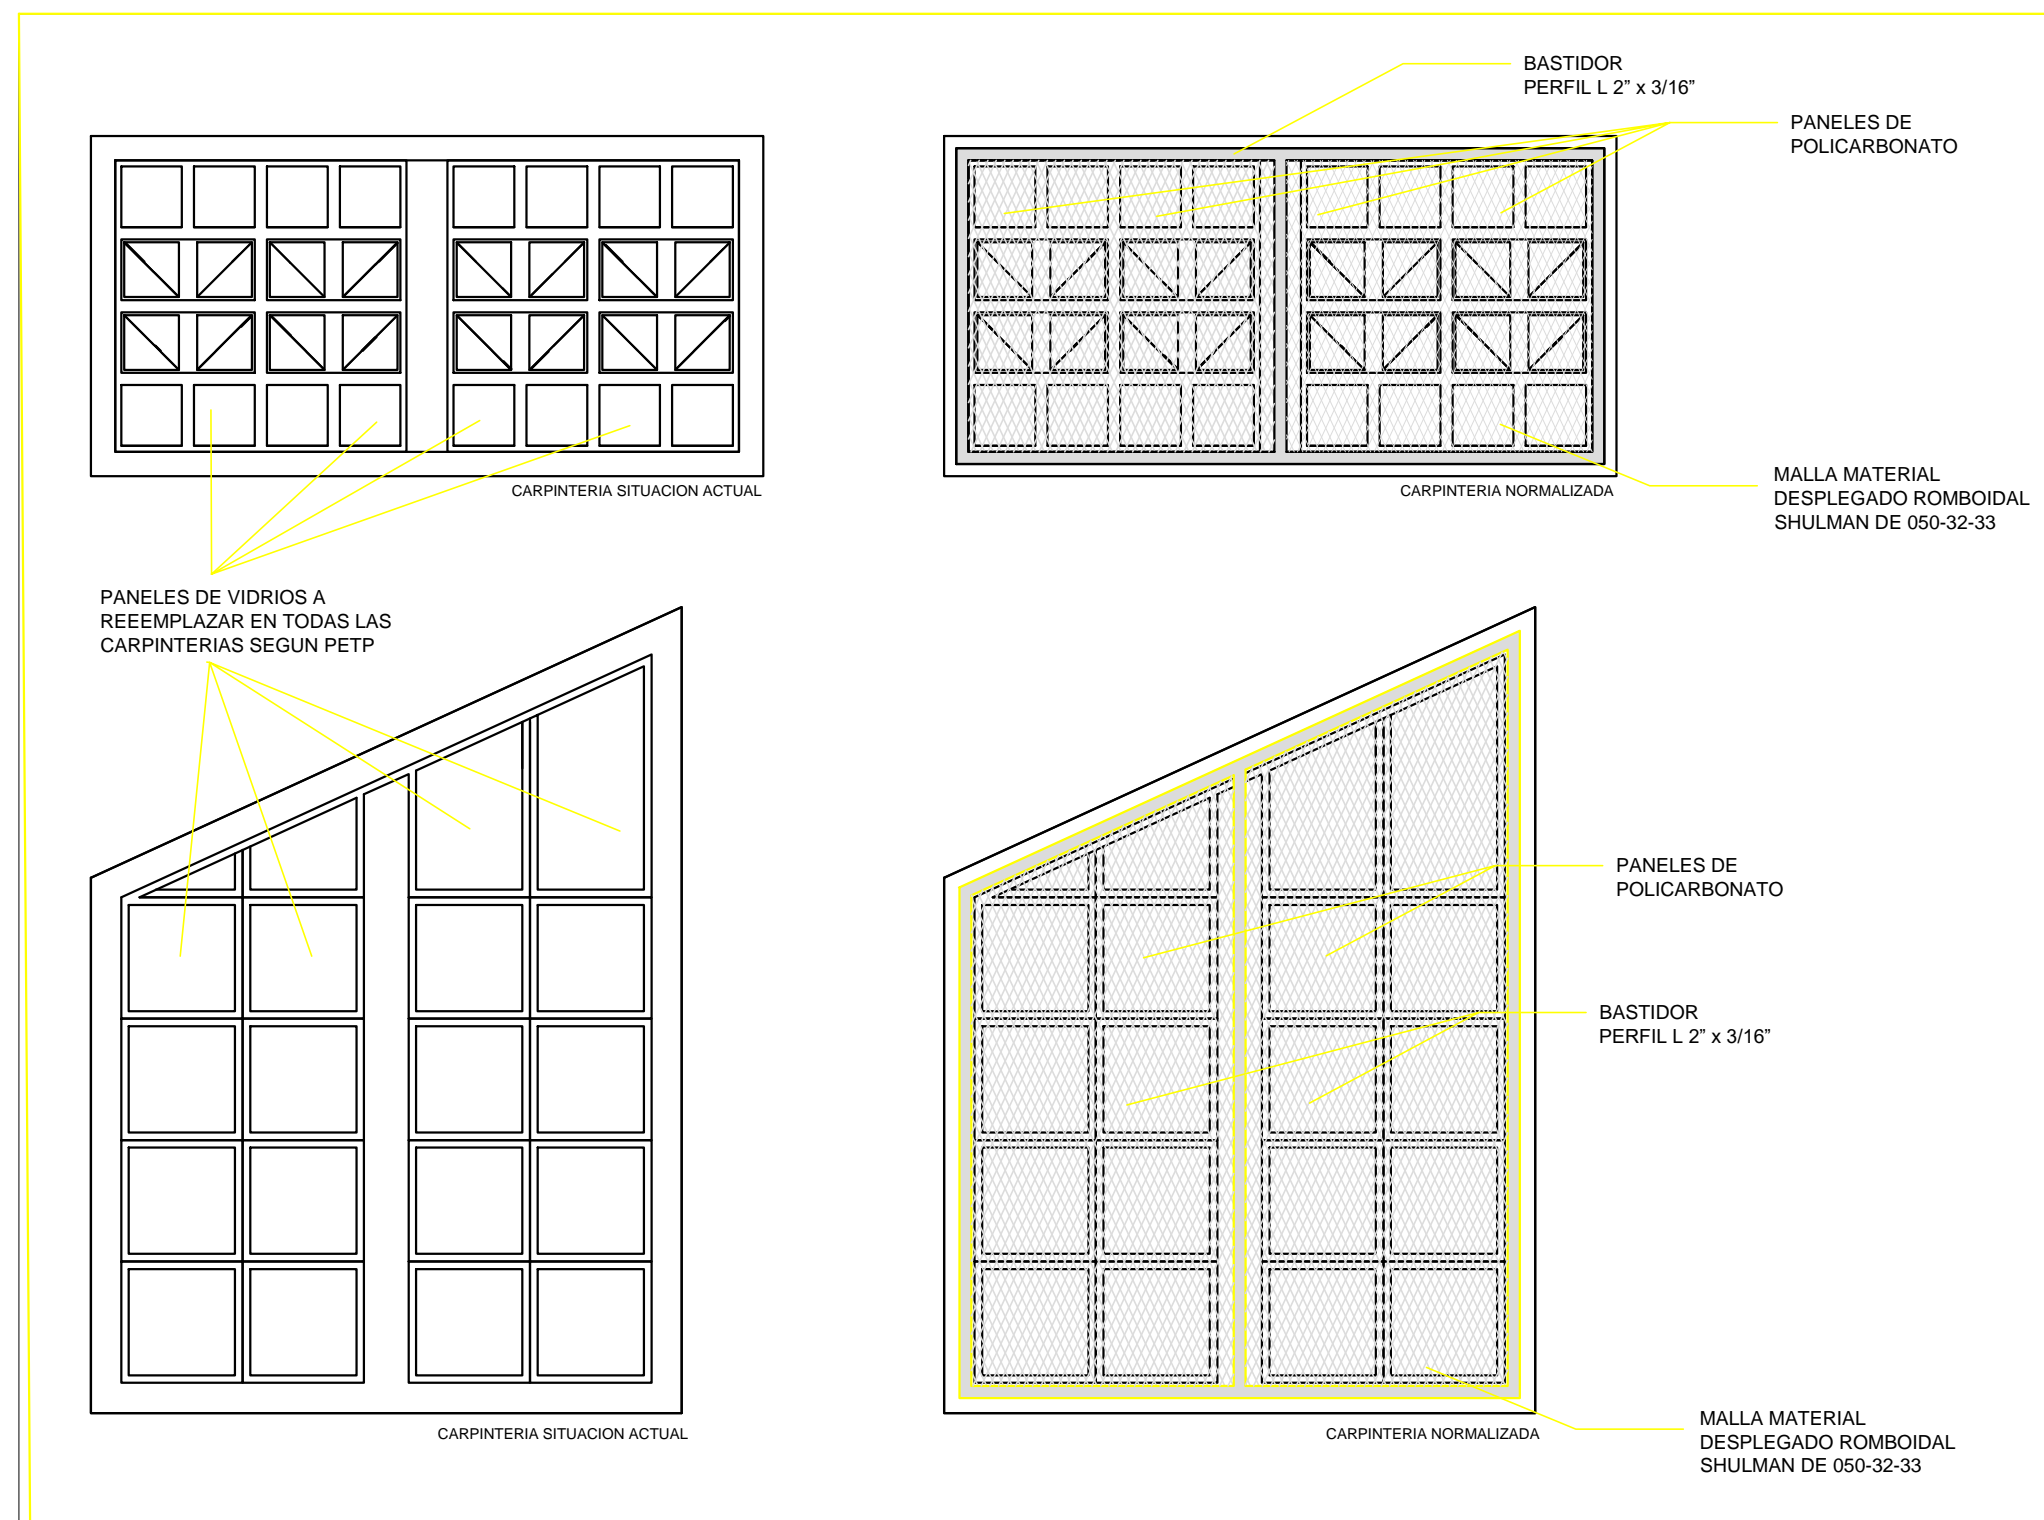 BASTIDOR
PERFIL L 2” x 3/16”
PANELES DE
POLICARBONATO
CARPINTERIA SITUACION ACTUAL
CARPINTERIA NORMALIZADA
MALLA MATERIAL
DESPLEGADO ROMBOIDAL
SHULMAN DE 050-32-33
PANELES DE VIDRIOS A
REEEMPLAZAR EN TODAS LAS
CARPINTERIAS SEGUN PETP
PANELES DE
POLICARBONATO
BASTIDOR
PERFIL L 2” x 3/16”
CARPINTERIA SITUACION ACTUAL
CARPINTERIA NORMALIZADA
MALLA MATERIAL
DESPLEGADO ROMBOIDAL
SHULMAN DE 050-32-33